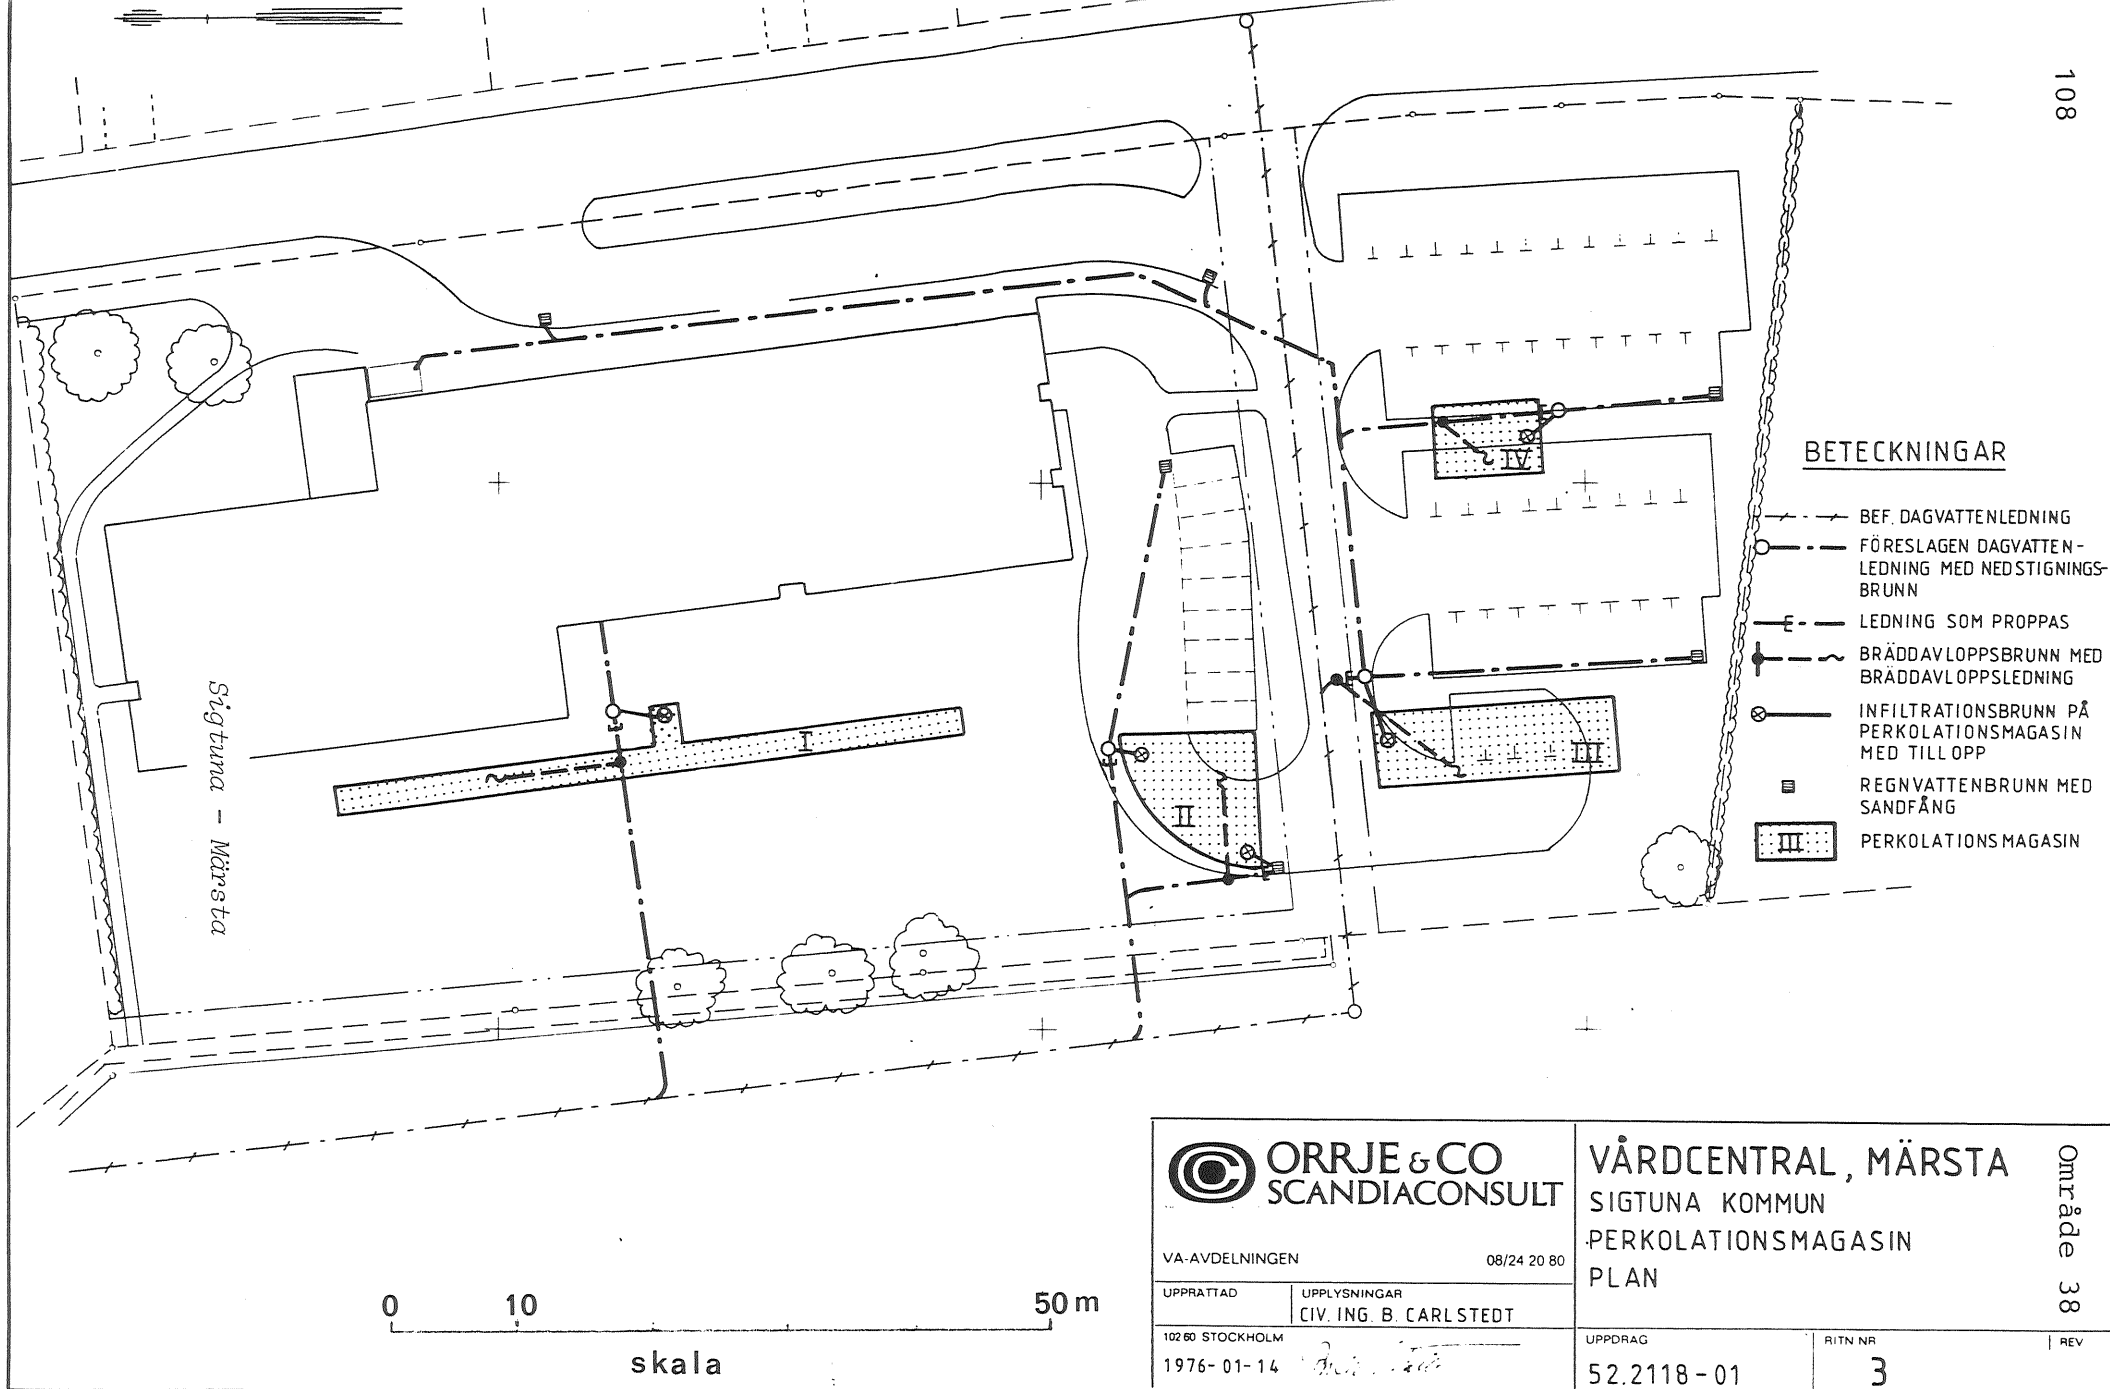 108
BETECKNINGAR
BEF. DAGVATTENLEDNING
FÖRESLAGEN DAGVATTEN-
LEDNING MED NEDSTIGNINGS-
BRUNN
LEDNING SOM PROPPAS
BRÄDDAVLOPPSBRUNN MED
BRÄDDAVLOPPSLEDNING
INFILTRATIONSBRUNN PÅ
PERKOLATIONSMAGASIN
MED TILLOPP
REGNVATTENBRUNN MED
SANDFÅNG
III PERKOLATIONSMAGASIN
IV
I
II
III
Sigtuna - Märsta
0 10 50 m
skala
ORRJE & CO
SCANDIACONSULT
VA-AVDELNINGEN 08/24 20 80
UPPRÄTTAD
UPPLYSNINGAR
CIV. ING. B. CARLSTEDT
102 60 STOCKHOLM
1976-01-14
VÅRDCENTRAL, MÄRSTA
SIGTUNA KOMMUN
PERKOLATIONSMAGASIN
PLAN
UPPDRAG
52.2118-01
RITN NR
3
REV
Område 38